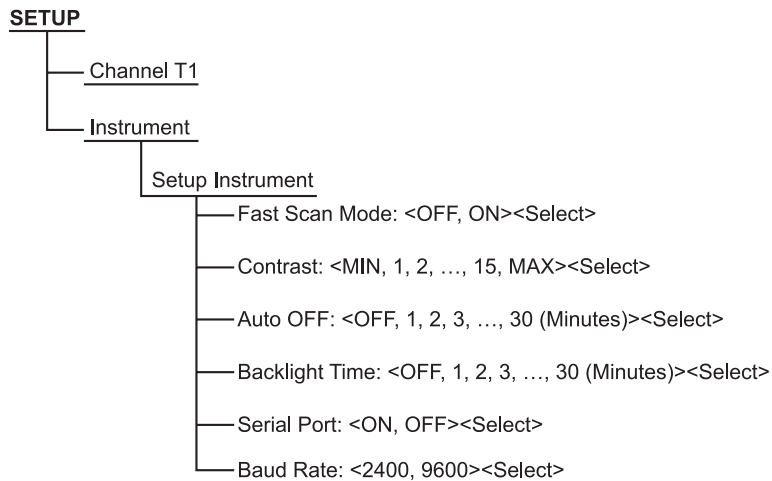 SETUP
Channel T1
Instrument
Setup Instrument
Fast Scan Mode: <OFF, ON><Select>
Contrast: <MIN, 1, 2, …, 15, MAX><Select>
Auto OFF: <OFF, 1, 2, 3, …, 30 (Minutes)><Select>
Backlight Time: <OFF, 1, 2, 3, …, 30 (Minutes)><Select>
Serial Port: <ON, OFF><Select>
Baud Rate: <2400, 9600><Select>